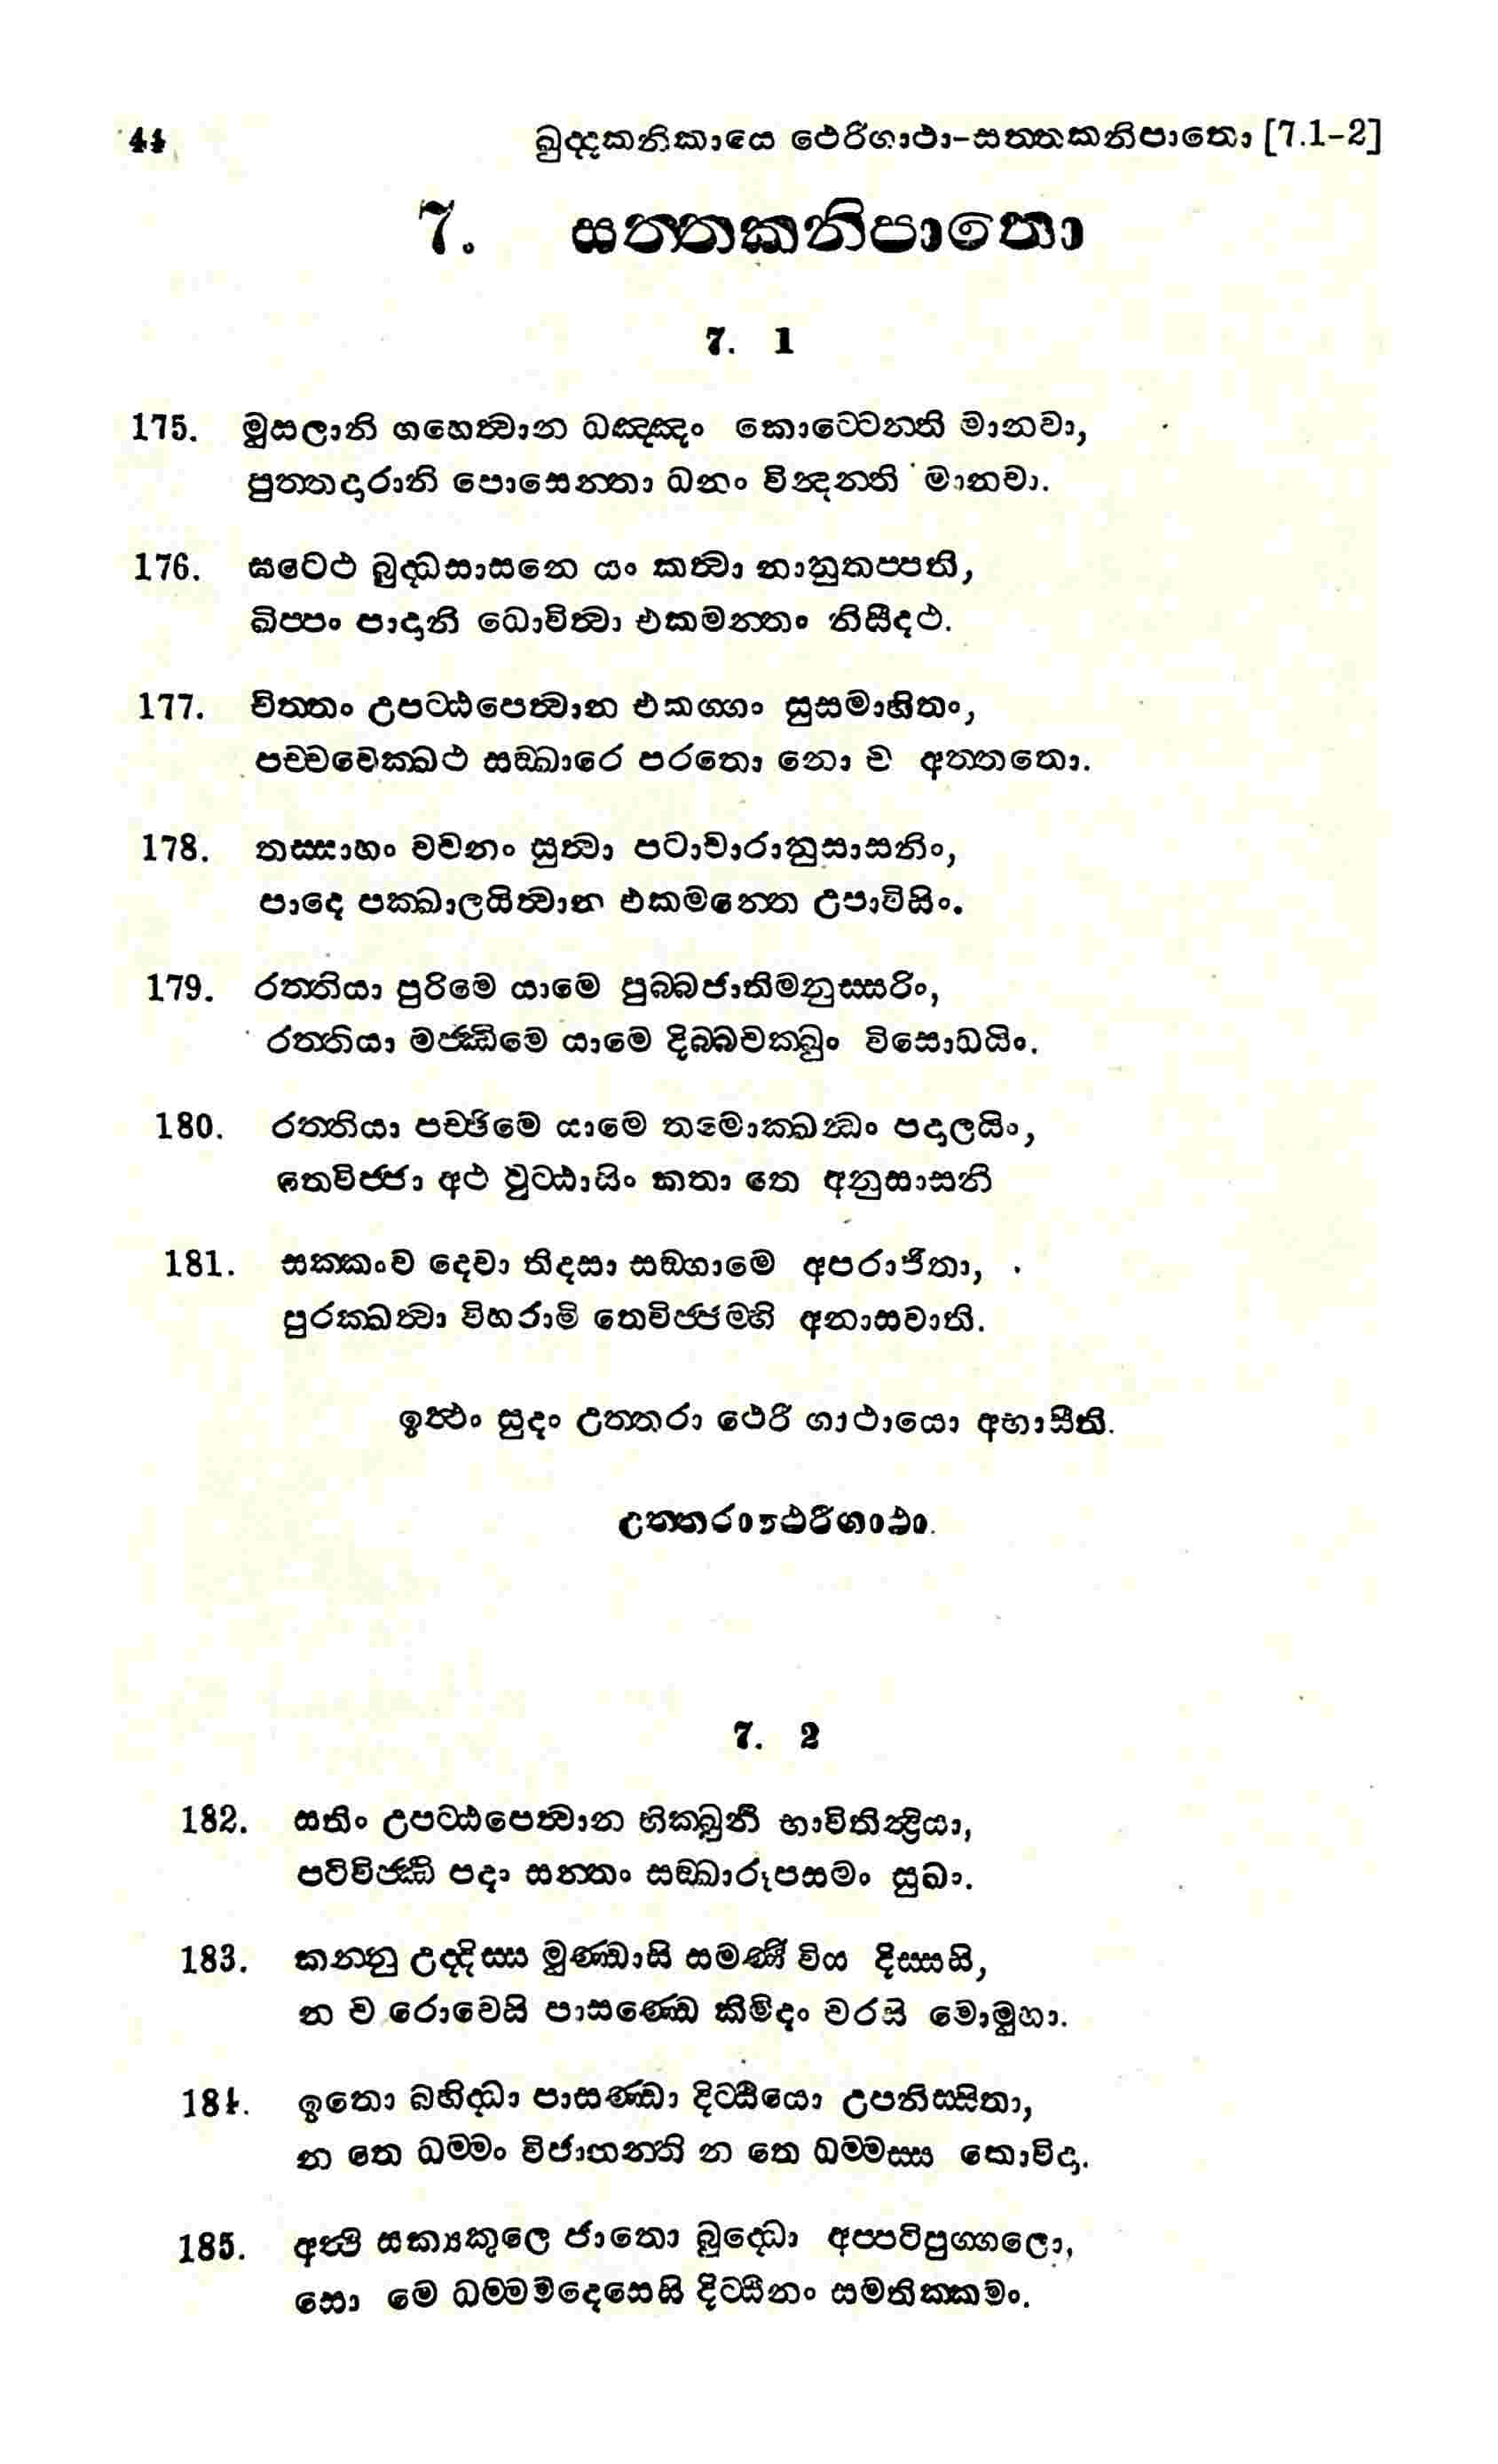 44 ඛුද්දකනිකායෙ ථෙරීගාථා-සත්තකනිපාතො [7.1-2]
7. සත්තකනිපාතො
7. 1
175. මුසලානි ගහෙත්වාන ධඤ්ඤං කොට්ටෙන්ති මානවා,
පුත්තදාරානි පොසෙන්තා ධනං වින්දන්ති මානවා.
176. ඝටෙථ බුද්ධසාසනෙ යං කත්වා නානුතප්පති,
ඛිප්පං පාදානි ධොවිත්වා එකමන්තං නිසීදථ.
177. චිත්තං උපට්ඨපෙත්වාන එකග්ගං සුසමාහිතං,
පච්චවෙක්ඛථ සඞ්ඛාරෙ පරතො නො ච අත්තතො.
178. තස්සාහං වචනං සුත්වා පටාචාරානුසාසනිං,
පාදෙ පක්ඛාලයිත්වාන එකමන්තෙ උපාවිසිං.
179. රත්තියා පුරිමෙ යාමෙ පුබ්බජාතිමනුස්සරිං,
රත්තියා මජ්ඣිමෙ යාමෙ දිබ්බචක්ඛුං විසොධයිං.
180. රත්තියා පච්ඡිමෙ යාමෙ තමොක්ඛන්ධං පදාලයිං,
තෙවිජ්ජා අථ වුට්ඨායිං කතා තෙ අනුසාසනි
181. සක්කංව දෙවා තිදසා සඞ්ගාමෙ අපරාජිතා,
පුරක්ඛත්වා විහරාමි තෙවිජ්ජම්හි අනාසවාති.
ඉත්ථං සුදං උත්තරා ථෙරී ගාථායො අභාසීති.
උත්තරාථෙරීගාථා.
7. 2
182. සතිං උපට්ඨපෙත්වාන භික්ඛුනී භාවිතින්ද්‍රියා,
පටිවිජ්ඣි පදං සන්තං සඞ්ඛාරූපසමං සුඛං.
183. කන්නු උද්දිස්ස මුණ්ඩාසි සමණී විය දිස්සසි,
න ච රොචෙසි පාසණ්ඩෙ කිමිදං චරසි මොමුහා.
184. ඉතො බහිද්ධා පාසණ්ඩා දිට්ඨියො උපනිස්සිතා,
න තෙ ධම්මං විජානන්ති න තෙ ධම්මස්ස කොවිදා.
185. අත්ථි සක්‍යකුලෙ ජාතො බුද්ධො අප්පටිපුග්ගලො,
සො මෙ ධම්මමදෙසෙසි දිට්ඨීනං සමතික්කමං.